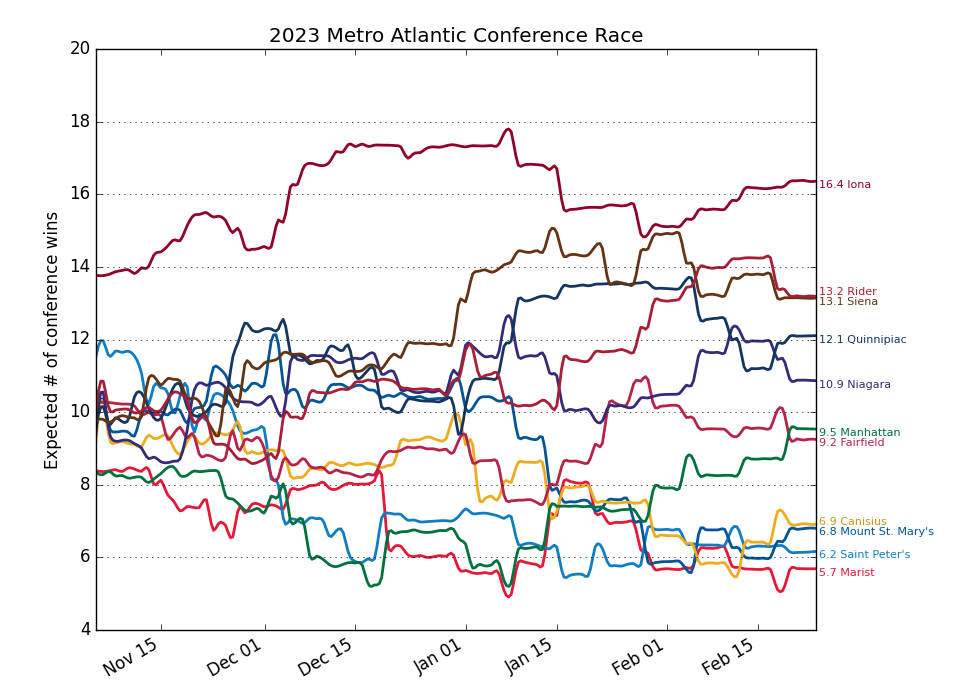 2023 Metro Atlantic Conference Race
Expected # of conference wins
20
18
16
14
12
10
8
6
4
Nov 15
Dec 01
Dec 15
Jan 01
Jan 15
Feb 01
Feb 15
16.4 Iona
13.2 Rider
13.1 Siena
12.1 Quinnipiac
10.9 Niagara
9.5 Manhattan
9.2 Fairfield
6.9 Canisius
6.8 Mount St. Mary's
6.2 Saint Peter's
5.7 Marist